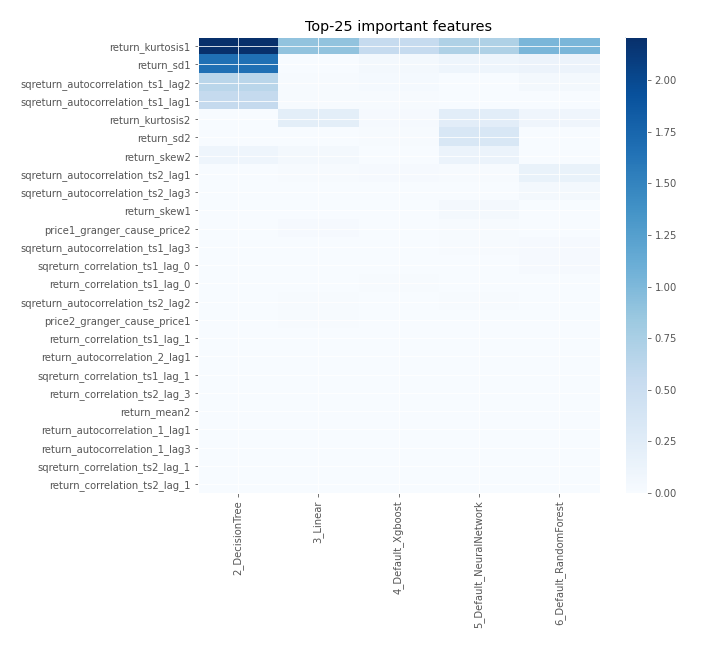 Top-25 important features
return_kurtosis1
return_sd1
sqreturn_autocorrelation_ts1_lag2
sqreturn_autocorrelation_ts1_lag1
return_kurtosis2
return_sd2
return_skew2
sqreturn_autocorrelation_ts2_lag1
sqreturn_autocorrelation_ts2_lag3
return_skew1
price1_granger_cause_price2
sqreturn_autocorrelation_ts1_lag3
sqreturn_correlation_ts1_lag_0
return_correlation_ts1_lag_0
sqreturn_autocorrelation_ts2_lag2
price2_granger_cause_price1
return_correlation_ts1_lag_1
return_autocorrelation_2_lag1
sqreturn_correlation_ts1_lag_1
return_correlation_ts2_lag_3
return_mean2
return_autocorrelation_1_lag1
return_autocorrelation_1_lag3
sqreturn_correlation_ts2_lag_1
return_correlation_ts2_lag_1
2_DecisionTree
3_Linear
4_Default_Xgboost
5_Default_NeuralNetwork
6_Default_RandomForest
2.00
1.75
1.50
1.25
1.00
0.75
0.50
0.25
0.00